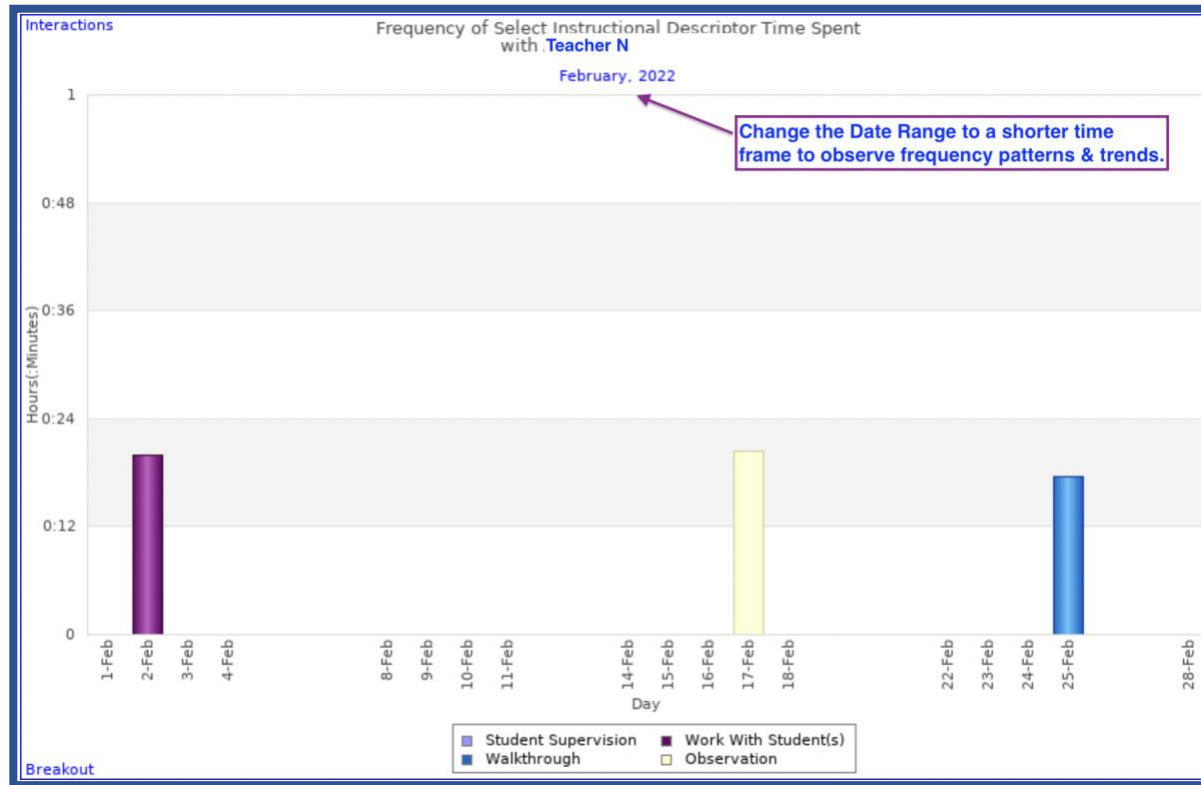 Interactions
Frequency of Select Instructional Descriptor Time Spent
with .Teacher N
February, 2022
Change the Date Range to a shorter time
frame to observe frequency patterns & trends.
Hours(:Minutes)
1
0:48
0:36
0:24
0:12
0
1-Feb
2-Feb
3-Feb
4-Feb
8-Feb
9-Feb
10-Feb
11-Feb
14-Feb
15-Feb
16-Feb
17-Feb
18-Feb
22-Feb
23-Feb
24-Feb
25-Feb
28-Feb
Day
Student Supervision
Work With Student(s)
Walkthrough
Observation
Breakout